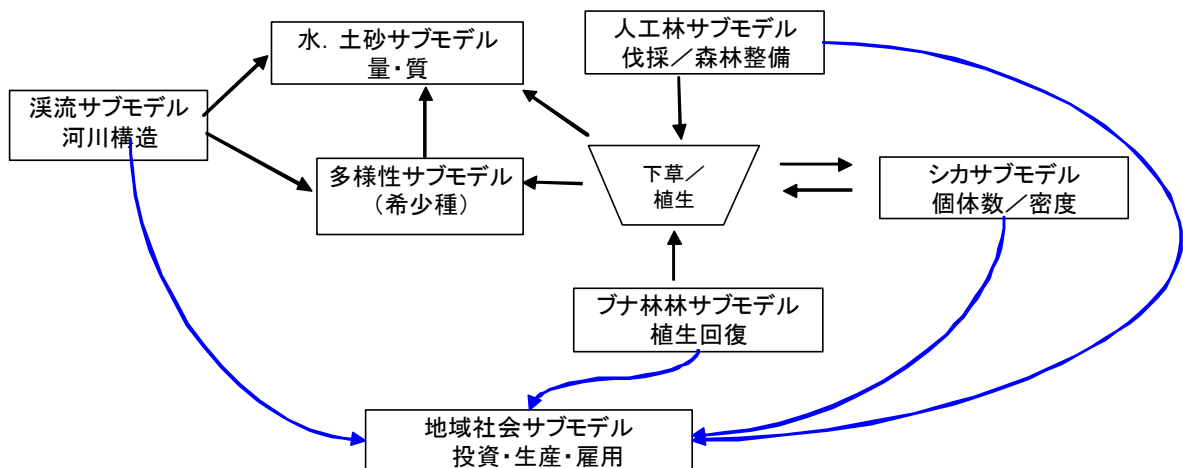 水．土砂サブモデル
量・質
人工林サブモデル
伐採／森林整備
渓流サブモデル
河川構造
多様性サブモデル
（希少種）
下草／
植生
シカサブモデル
個体数／密度
ブナ林林サブモデル
植生回復
地域社会サブモデル
投資・生産・雇用